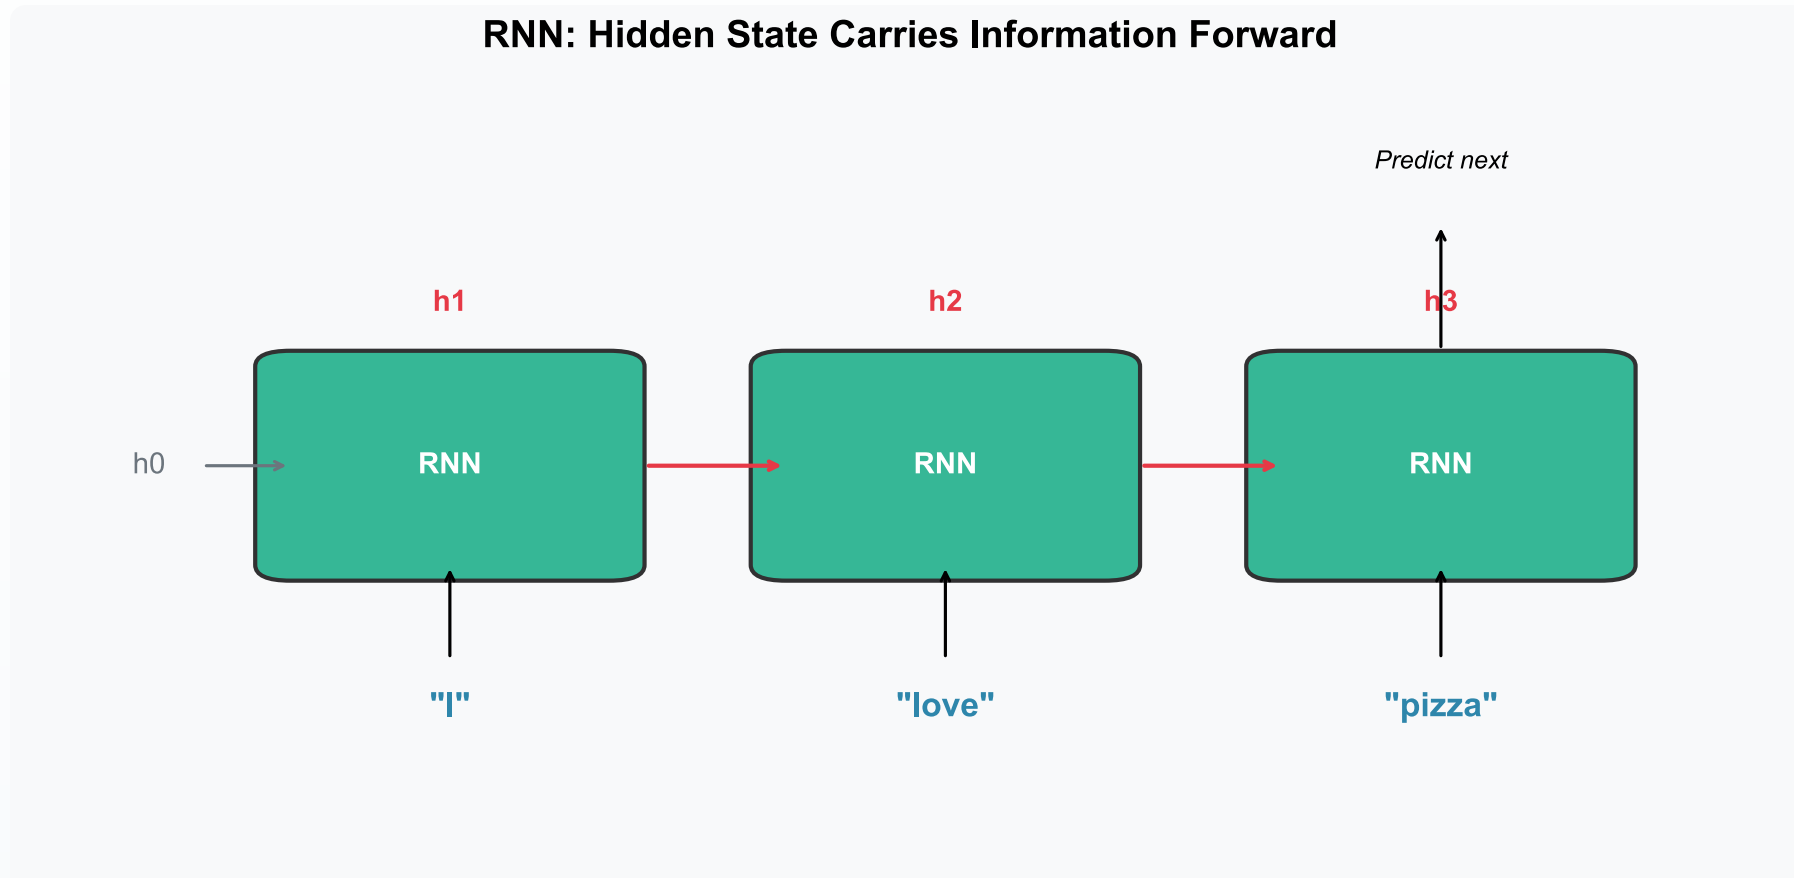 RNN: Hidden State Carries Information Forward
Predict next
h1 h2 h3
h0 RNN RNN RNN
"I" "love" "pizza"